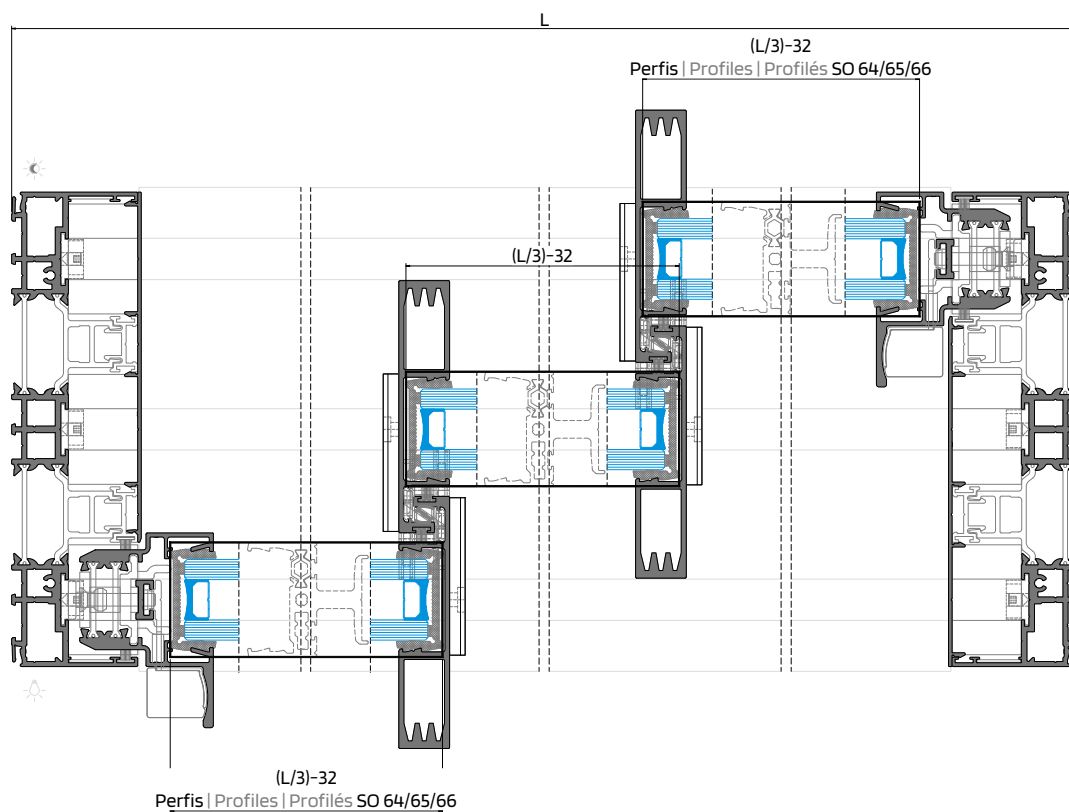 L
(L/3)-32
Perfis | Profiles | Profilés SO 64/65/66
(L/3)-32
(L/3)-32
Perfis | Profiles | Profilés SO 64/65/66